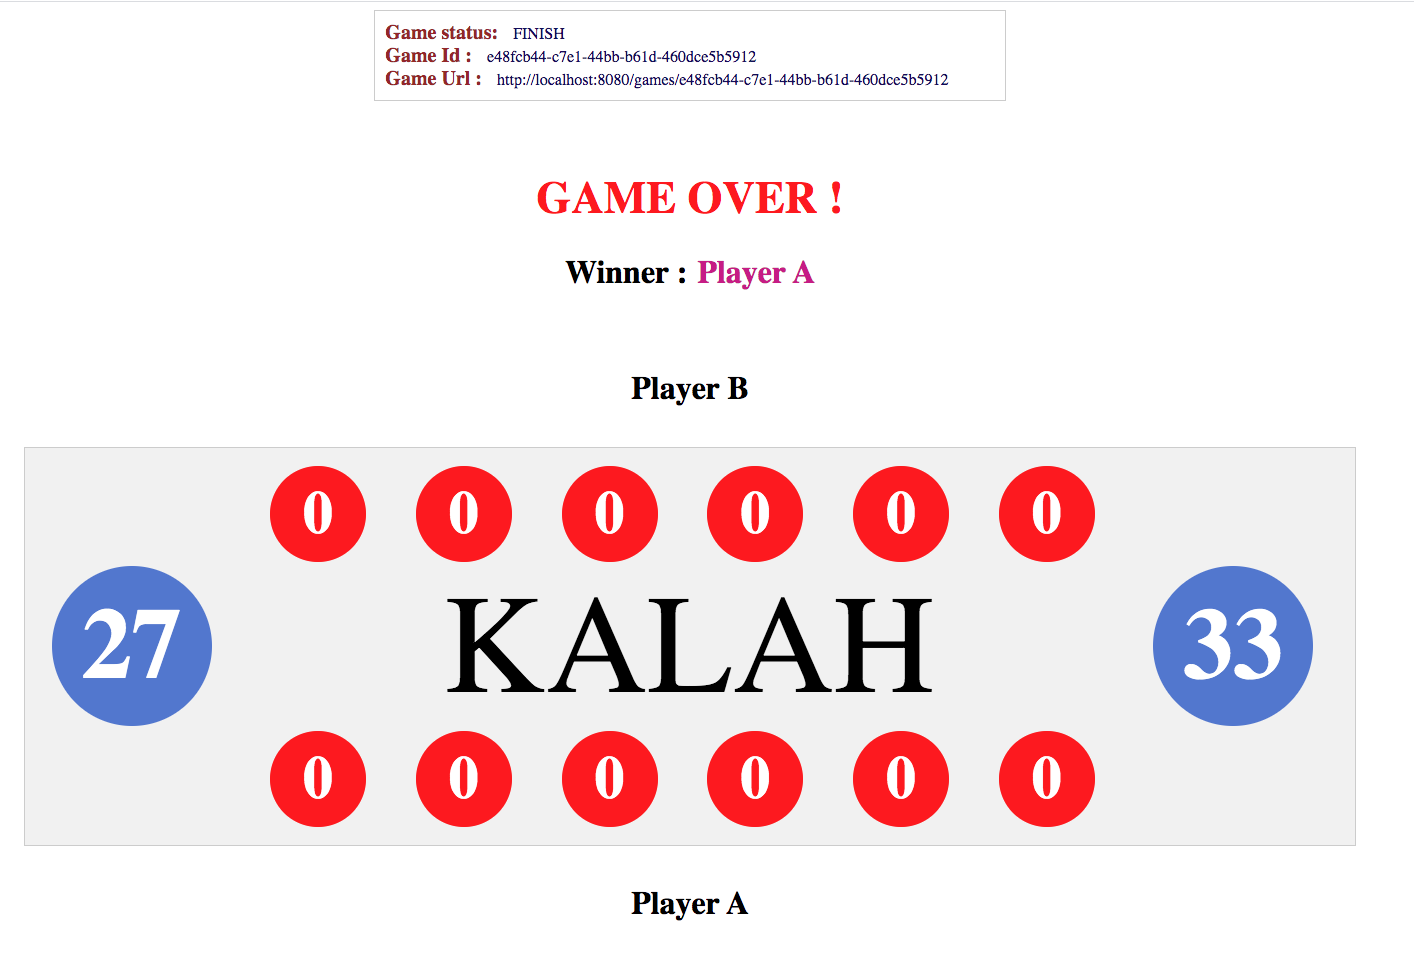 Game status: FINISH
Game Id : e48fcb44-c7e1-44bb-b61d-460dce5b5912
Game Url : http://localhost:8080/games/e48fcb44-c7e1-44bb-b61d-460dce5b5912
GAME OVER !
Winner : Player A
Player B
0 0 0 0 0 0
27 KALAH 33
0 0 0 0 0 0
Player A